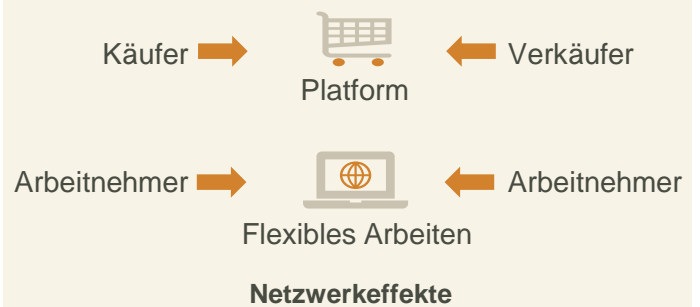 Käufer Verkäufer
Platform
Arbeitnehmer Arbeitnehmer
Flexibles Arbeiten
Netzwerkeffekte